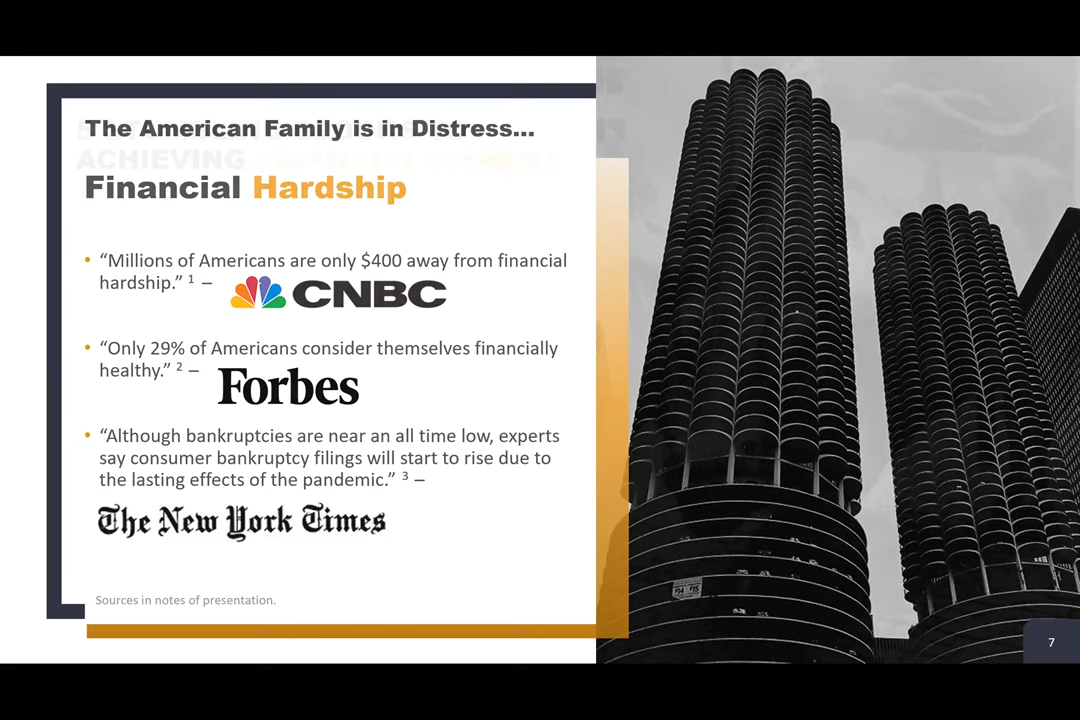 The American Family is in Distress...
ACHIEVING
Financial Hardship
• “Millions of Americans are only $400 away from financial
hardship.” 1 –
CNBC
• “Only 29% of Americans consider themselves financially
healthy.” 2 –
Forbes
• “Although bankruptcies are near an all time low, experts
say consumer bankruptcy filings will start to rise due to
the lasting effects of the pandemic.” 3 –
The New York Times
Sources in notes of presentation.
7